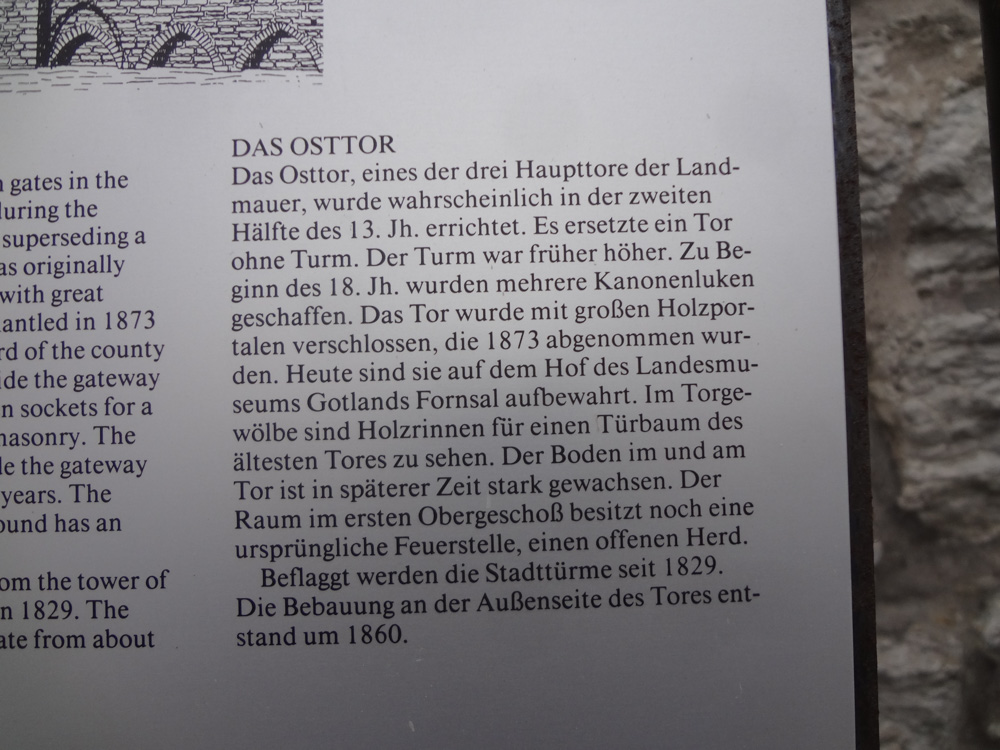 gates in the
during the
superseding a
as originally
with great
antled in 1873
rd of the county
ide the gateway
n sockets for a
nasonry. The
le the gateway
years. The
ound has an
om the tower of
n 1829. The
ate from about
DAS OSTTOR
Das Osttor, eines der drei Haupttore der Land-
mauer, wurde wahrscheinlich in der zweiten
Hälfte des 13. Jh. errichtet. Es ersetzte ein Tor
ohne Turm. Der Turm war früher höher. Zu Be-
ginn des 18. Jh. wurden mehrere Kanonenluken
geschaffen. Das Tor wurde mit großen Holzpor-
talen verschlossen, die 1873 abgenommen wur-
den. Heute sind sie auf dem Hof des Landesmu-
seums Gotlands Fornsal aufbewahrt. Im Torge-
wölbe sind Holzrinnen für einen Türbaum des
ältesten Tores zu sehen. Der Boden im und am
Tor ist in späterer Zeit stark gewachsen. Der
Raum im ersten Obergeschoß besitzt noch eine
ursprüngliche Feuerstelle, einen offenen Herd.
Beflaggt werden die Stadttürme seit 1829.
Die Bebauung an der Außenseite des Tores ent-
stand um 1860.